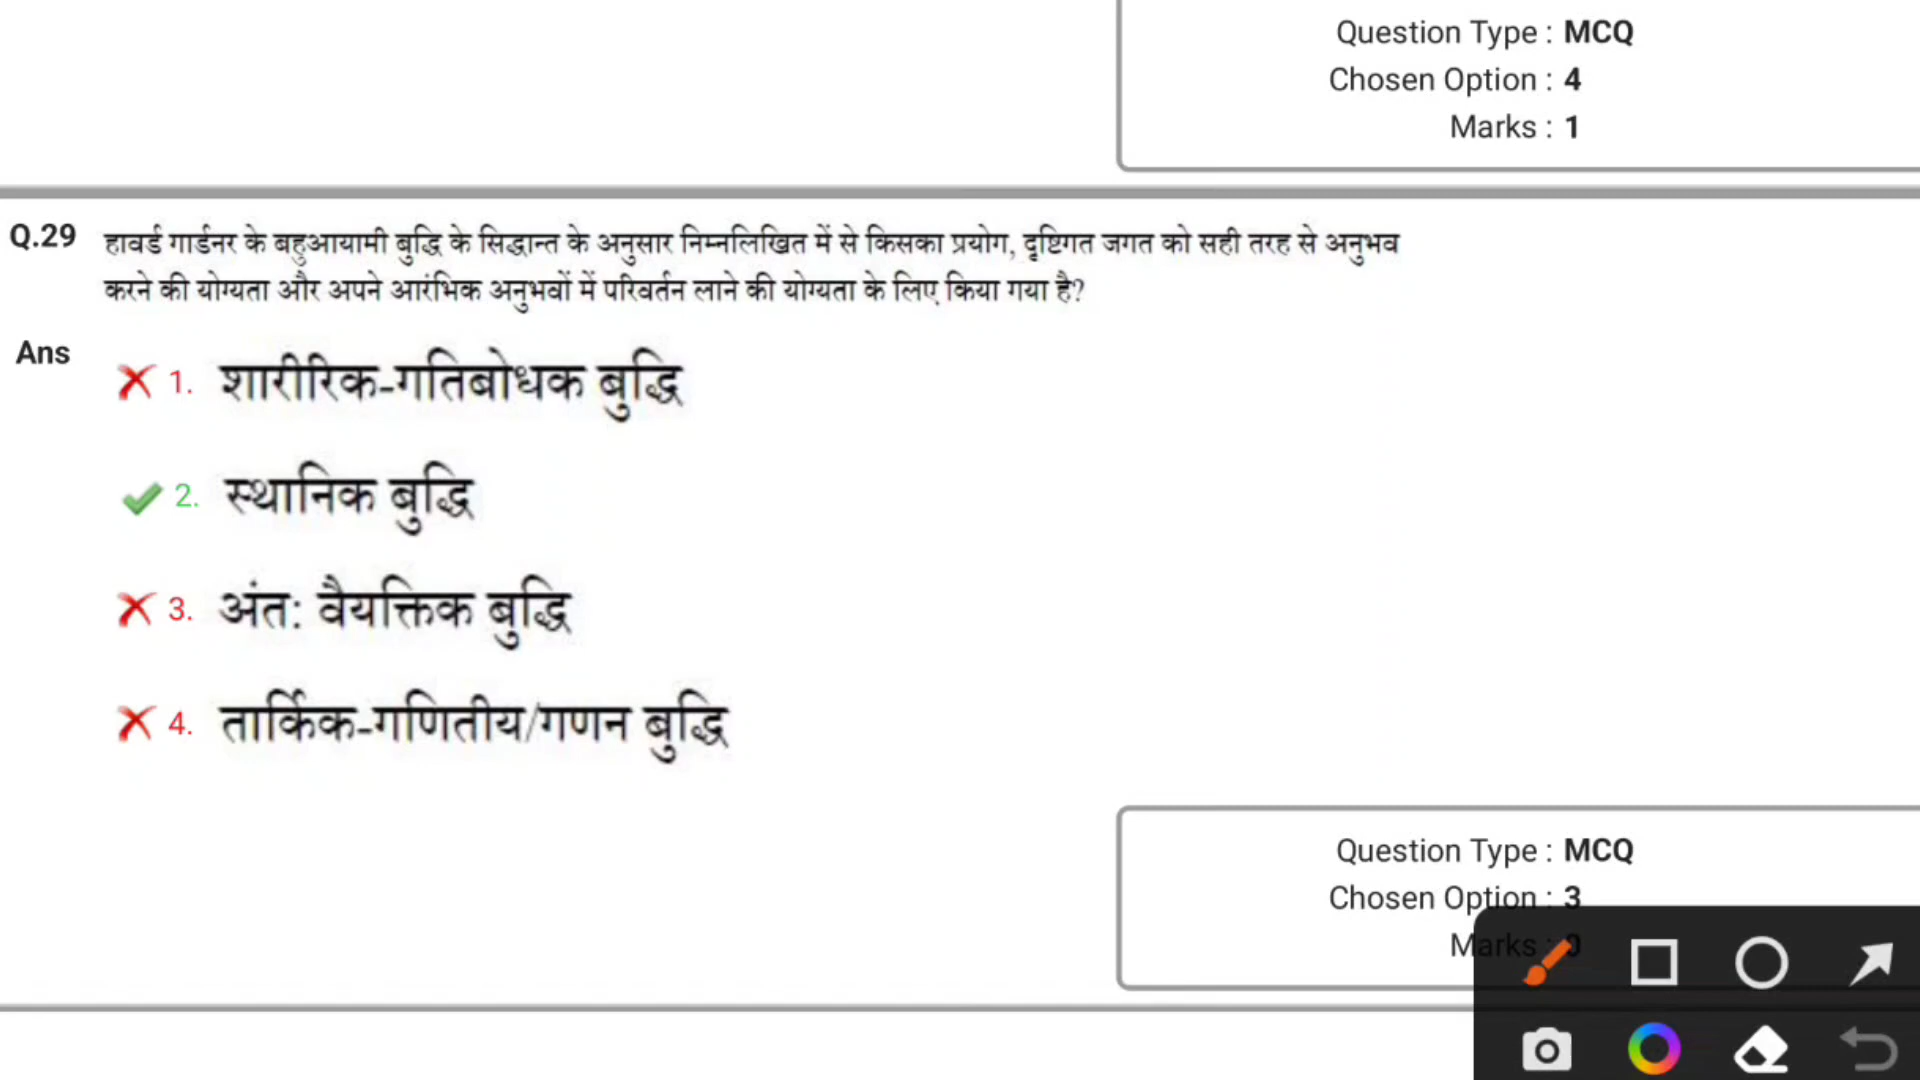 Question Type : MCQ
Chosen Option : 4
Marks : 1
Q.29 हावर्ड गार्डनर के बहुआयामी बुद्धि के सिद्धान्त के अनुसार निम्नलिखित में से किसका प्रयोग, दृष्टिगत जगत को सही तरह से अनुभव
करने की योग्यता और अपने आरंभिक अनुभवों में परिवर्तन लाने की योग्यता के लिए किया गया है?
Ans
1. शारीरिक-गतिबोधक बुद्धि
2. स्थानिक बुद्धि
3. अंत: वैयक्तिक बुद्धि
4. तार्किक-गणितीय/गणन बुद्धि
Question Type : MCQ
Chosen Option : 3
Marks : 0